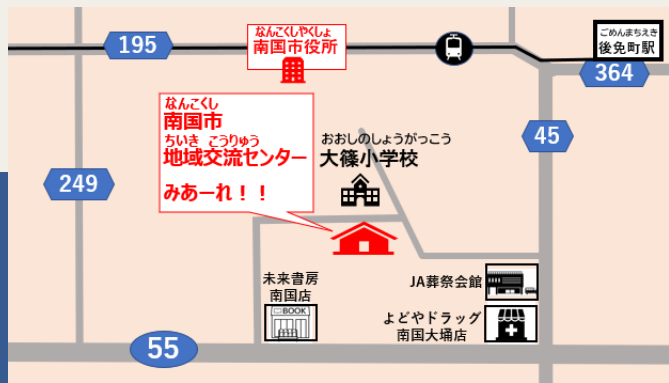 なんこくしやくしょ
南国市役所
195
ごめんまちえき
後免町駅
364
なんこくし
南国市
ちいき こうりゅう
地域交流センター
みあーれ！！
おおしのしょうがっこう
大篠小学校
45
249
未来書房
南国店
BOOK
JA葬祭会館
よどやドラッグ
南国大埇店
55